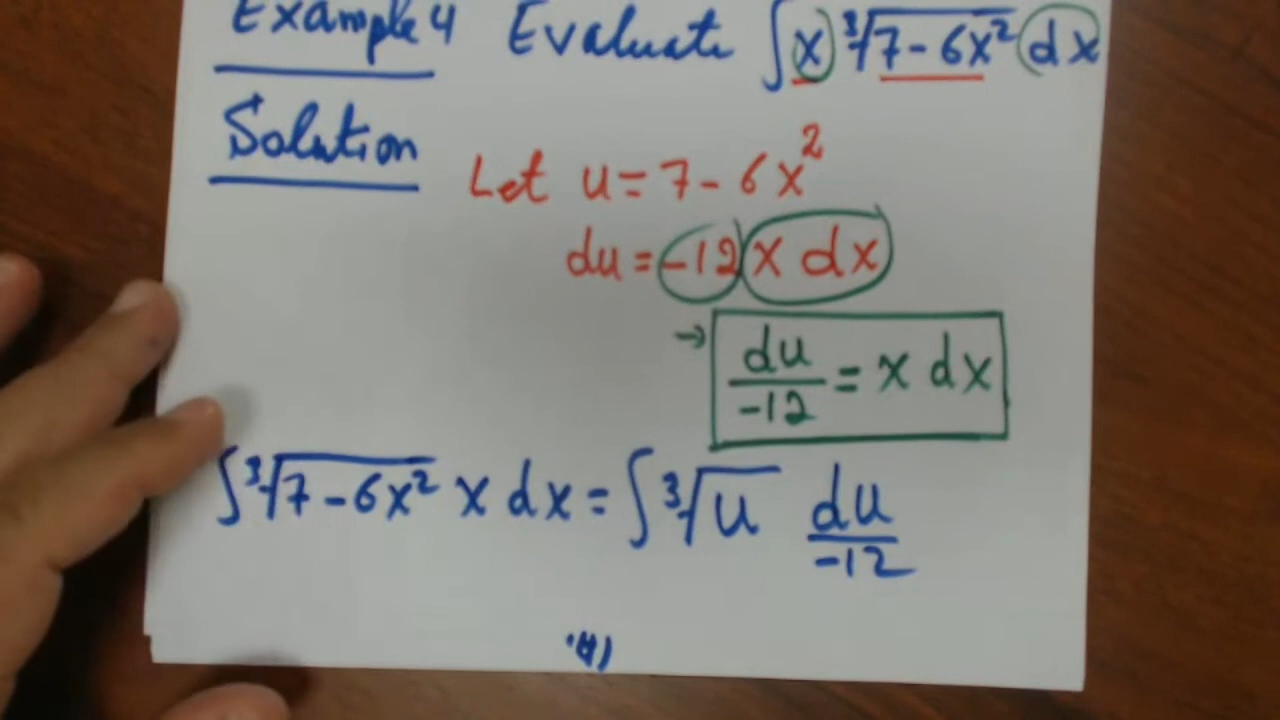 Example 4 Evaluate ∫ x ∛(7 - 6x²) dx
Solution
Let u = 7 - 6x²
du = -12 x dx
→ du/-12 = x dx
∫ ∛(7 - 6x²) x dx = ∫ ∛u du/-12